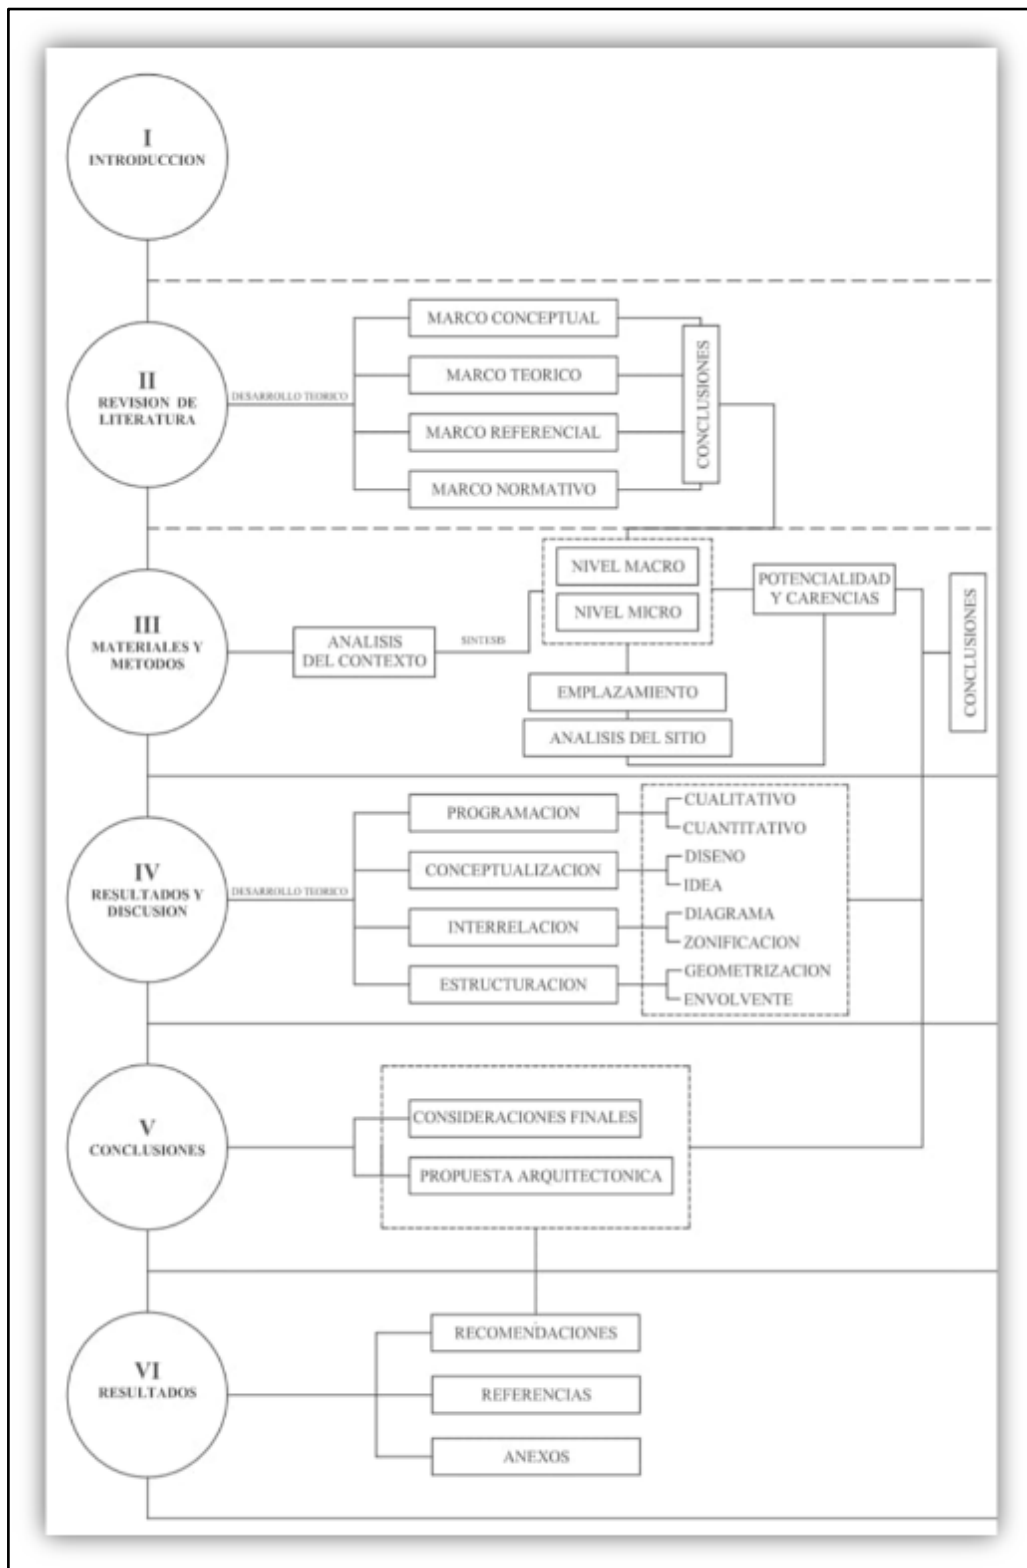 I
INTRODUCCION
II
REVISION DE
LITERATURA
DESARROLLO TEORICO
MARCO CONCEPTUAL
MARCO TEORICO
MARCO REFERENCIAL
MARCO NORMATIVO
CONCLUSIONES
III
MATERIALES Y
METODOS
ANALISIS
DEL CONTEXTO
SINTESIS
NIVEL MACRO
NIVEL MICRO
EMPLAZAMIENTO
ANALISIS DEL SITIO
POTENCIALIDAD
Y CARENCIAS
CONCLUSIONES
IV
RESULTADOS Y
DISCUSION
DESARROLLO TEORICO
PROGRAMACION
CUALITATIVO
CUANTITATIVO
CONCEPTUALIZACION
DISENO
IDEA
INTERRELACION
DIAGRAMA
ZONIFICACION
ESTRUCTURACION
GEOMETRIZACION
ENVOLVENTE
V
CONCLUSIONES
CONSIDERACIONES FINALES
PROPUESTA ARQUITECTONICA
VI
RESULTADOS
RECOMENDACIONES
REFERENCIAS
ANEXOS